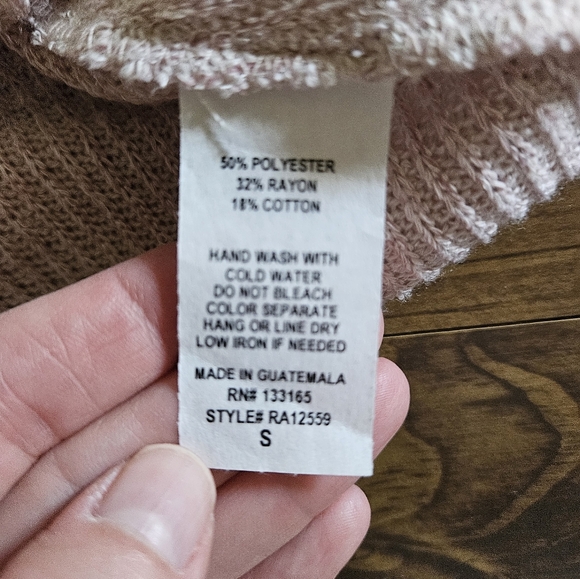 50% POLYESTER
32% RAYON
18% COTTON
HAND WASH WITH
COLD WATER
DO NOT BLEACH
COLOR SEPARATE
HANG OR LINE DRY
LOW IRON IF NEEDED
MADE IN GUATEMALA
RN# 133165
STYLE# RA12559
S